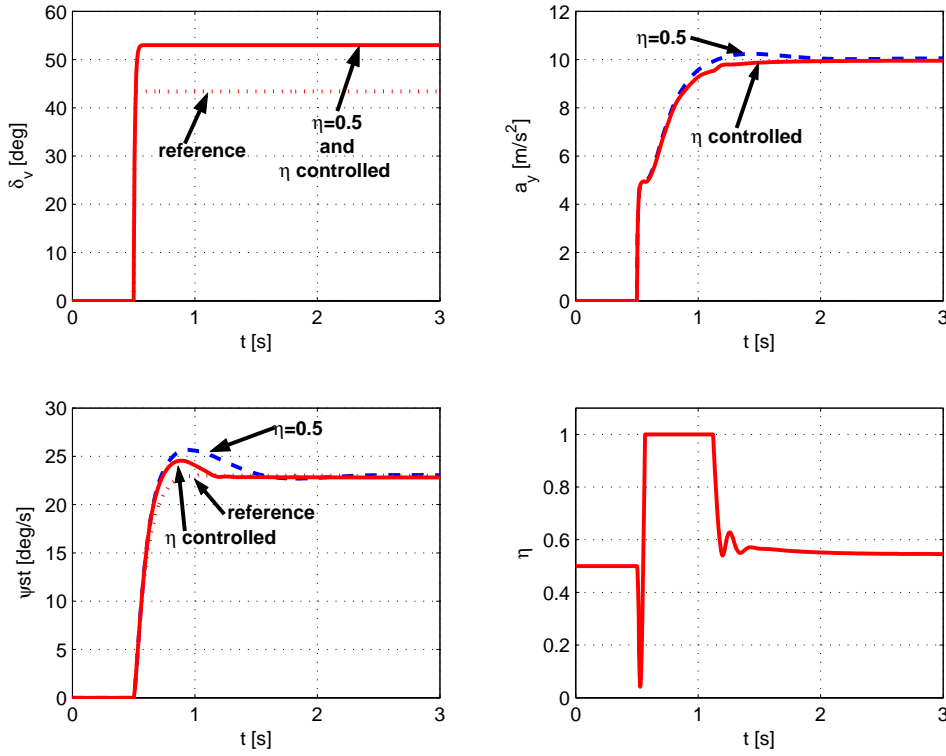 60
50
40
30
20
10
0
0 1 2 3
δv [deg]
t [s]
reference
η=0.5
and
η controlled
12
10
8
6
4
2
0
0 1 2 3
ay [m/s²]
t [s]
η=0.5
η controlled
30
25
20
15
10
5
0
0 1 2 3
ψst [deg/s]
t [s]
η=0.5
reference
η controlled
1
0.8
0.6
0.4
0.2
0
0 1 2 3
η
t [s]